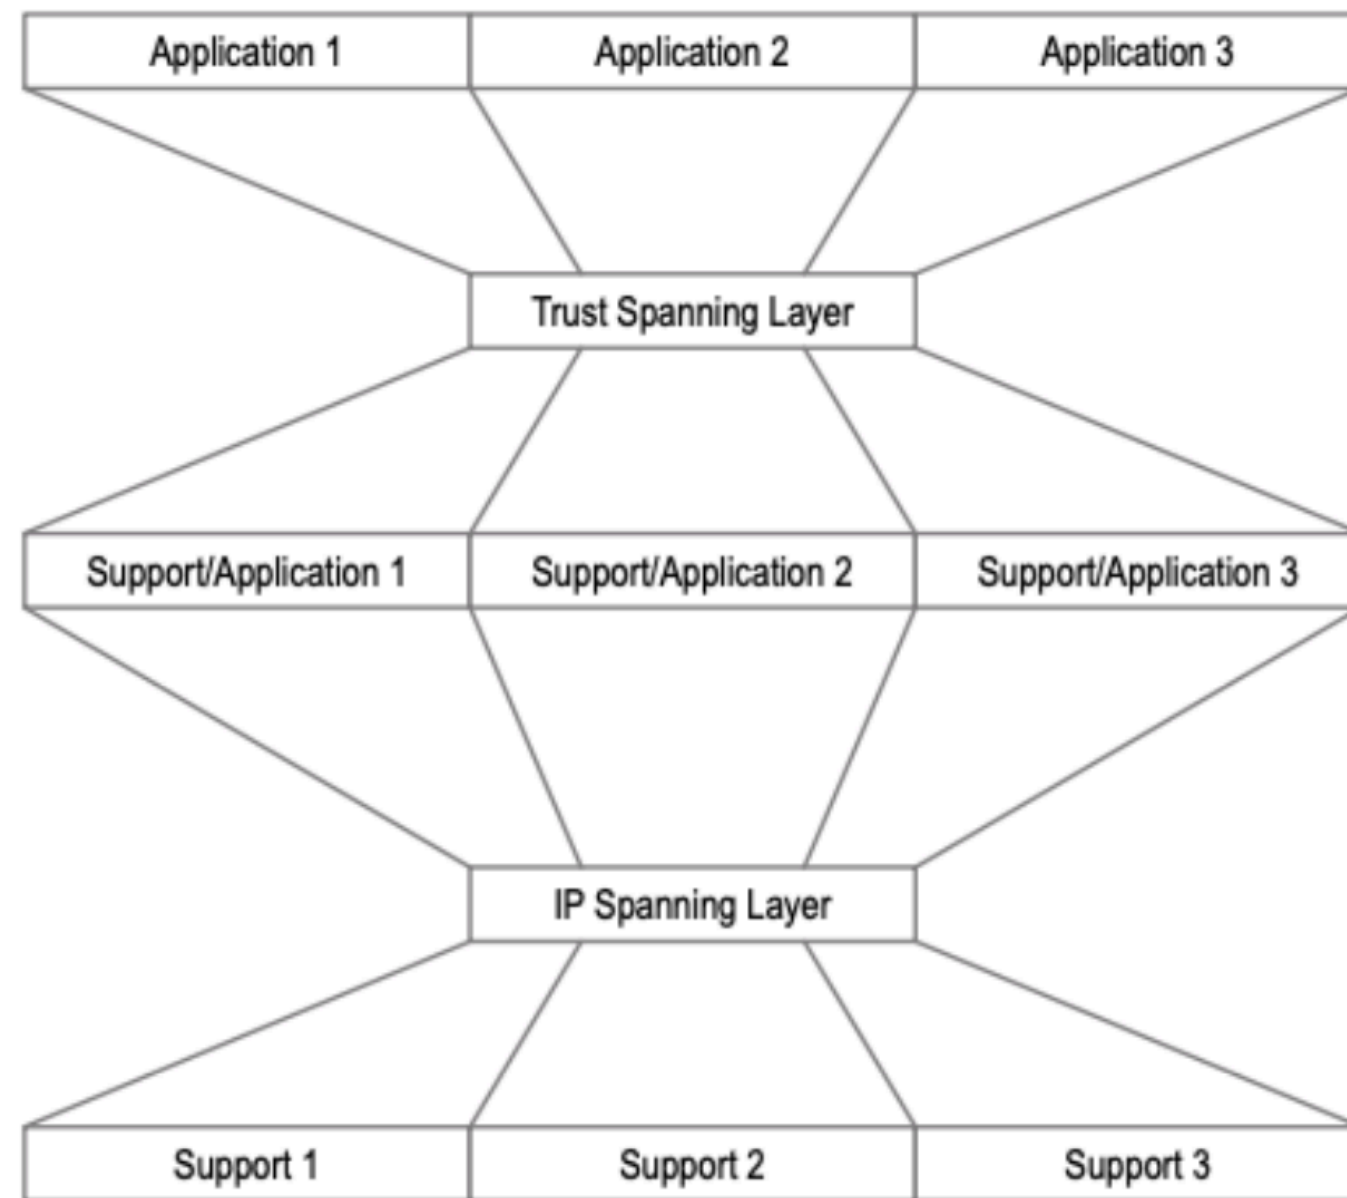 Application 1
Application 2
Application 3
Trust Spanning Layer
Support/Application 1
Support/Application 2
Support/Application 3
IP Spanning Layer
Support 1
Support 2
Support 3